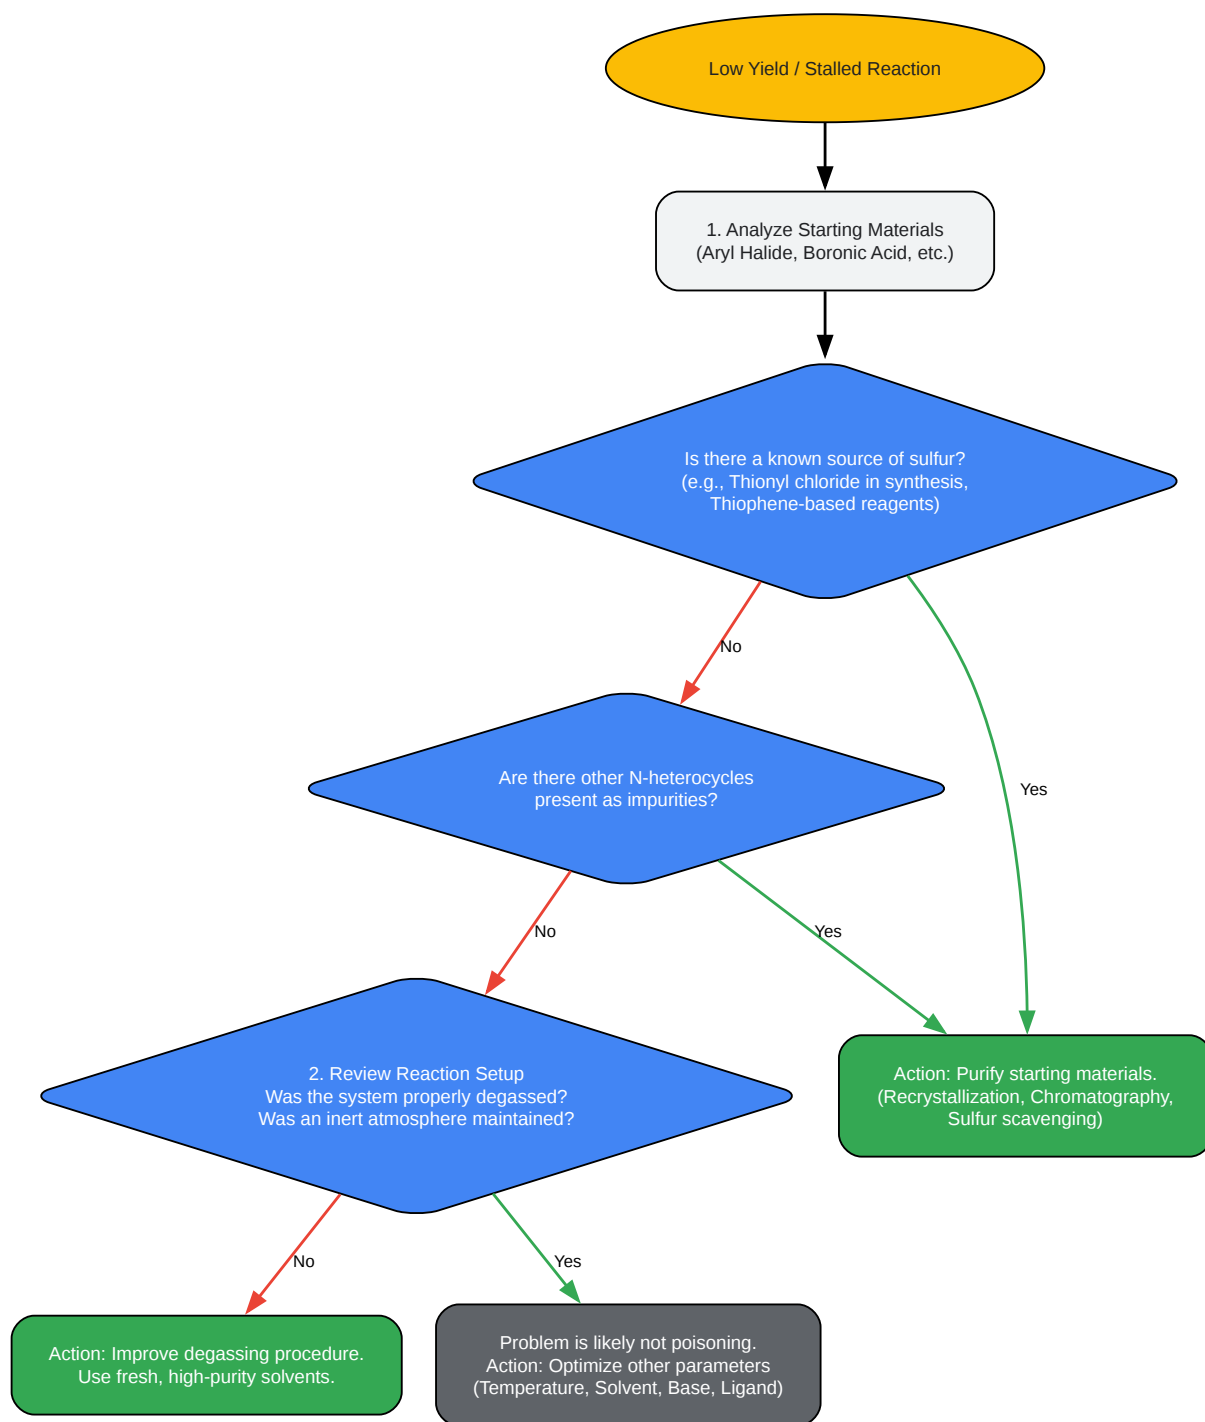 Low Yield / Stalled Reaction
1. Analyze Starting Materials
(Aryl Halide, Boronic Acid, etc.)
Is there a known source of sulfur?
(e.g., Thionyl chloride in synthesis,
Thiophene-based reagents)
No
Yes
Are there other N-heterocycles
present as impurities?
No
Yes
2. Review Reaction Setup
Was the system properly degassed?
Was an inert atmosphere maintained?
Action: Purify starting materials.
(Recrystallization, Chromatography,
Sulfur scavenging)
No
Yes
Action: Improve degassing procedure.
Use fresh, high-purity solvents.
Problem is likely not poisoning.
Action: Optimize other parameters
(Temperature, Solvent, Base, Ligand)